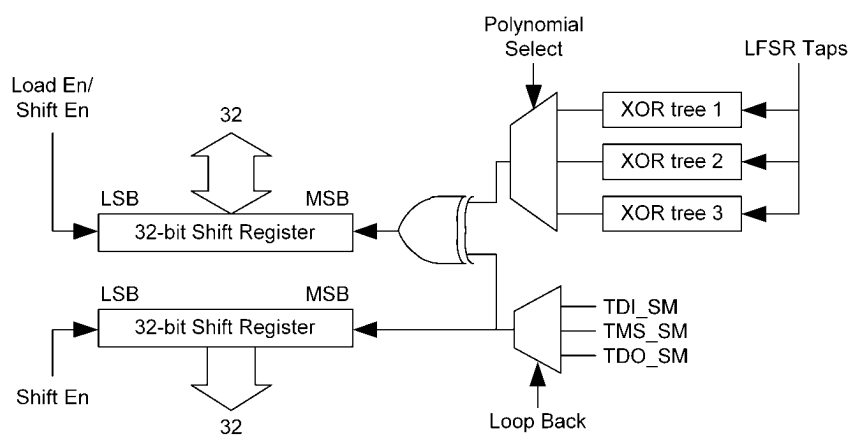 Polynomial
Select
LFSR Taps
Load En/
Shift En
32
XOR tree 1
XOR tree 2
XOR tree 3
LSB
MSB
32-bit Shift Register
LSB
MSB
32-bit Shift Register
TDI_SM
TMS_SM
TDO_SM
Shift En
32
Loop Back